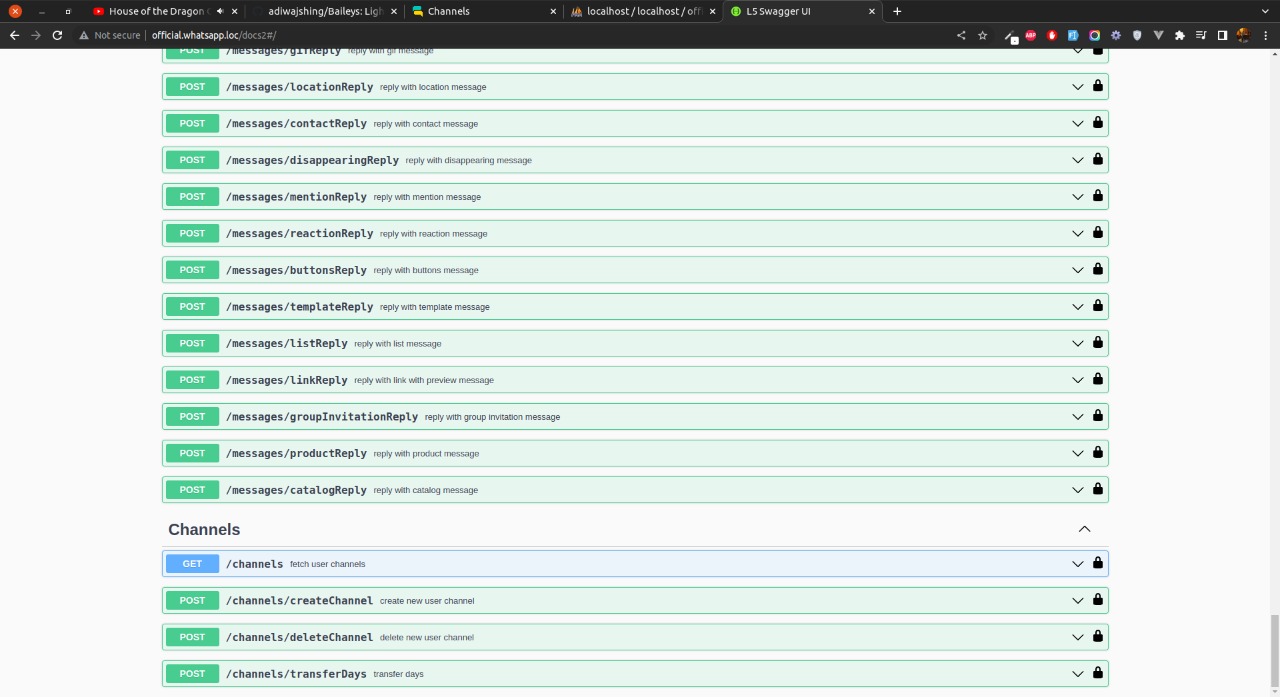 House of the Dragon
adiwajshing/Baileys: Ligh
Channels
localhost / localhost / offi
L5 Swagger UI
Not secure official.whatsapp.loc/docs2#/
POST /messages/gifReply reply with gif message
POST /messages/locationReply reply with location message
POST /messages/contactReply reply with contact message
POST /messages/disappearingReply reply with disappearing message
POST /messages/mentionReply reply with mention message
POST /messages/reactionReply reply with reaction message
POST /messages/buttonsReply reply with buttons message
POST /messages/templateReply reply with template message
POST /messages/listReply reply with list message
POST /messages/linkReply reply with link with preview message
POST /messages/groupInvitationReply reply with group invitation message
POST /messages/productReply reply with product message
POST /messages/catalogReply reply with catalog message
Channels
GET /channels fetch user channels
POST /channels/createChannel create new user channel
POST /channels/deleteChannel delete new user channel
POST /channels/transferDays transfer days